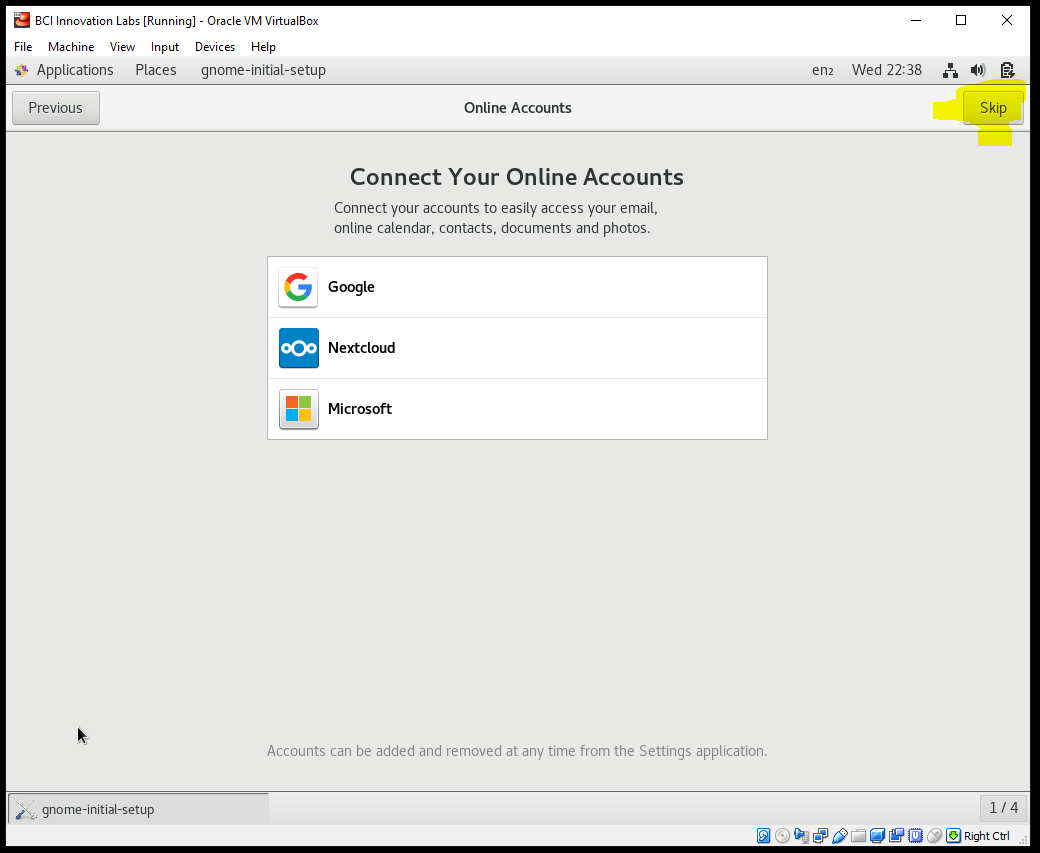 BCI Innovation Labs [Running] - Oracle VM VirtualBox
File Machine View Input Devices Help
Applications Places gnome-initial-setup en2 Wed 22:38
Previous Online Accounts Skip
Connect Your Online Accounts
Connect your accounts to easily access your email,
online calendar, contacts, documents and photos.
Google
Nextcloud
Microsoft
Accounts can be added and removed at any time from the Settings application.
gnome-initial-setup 1 / 4
Right Ctrl